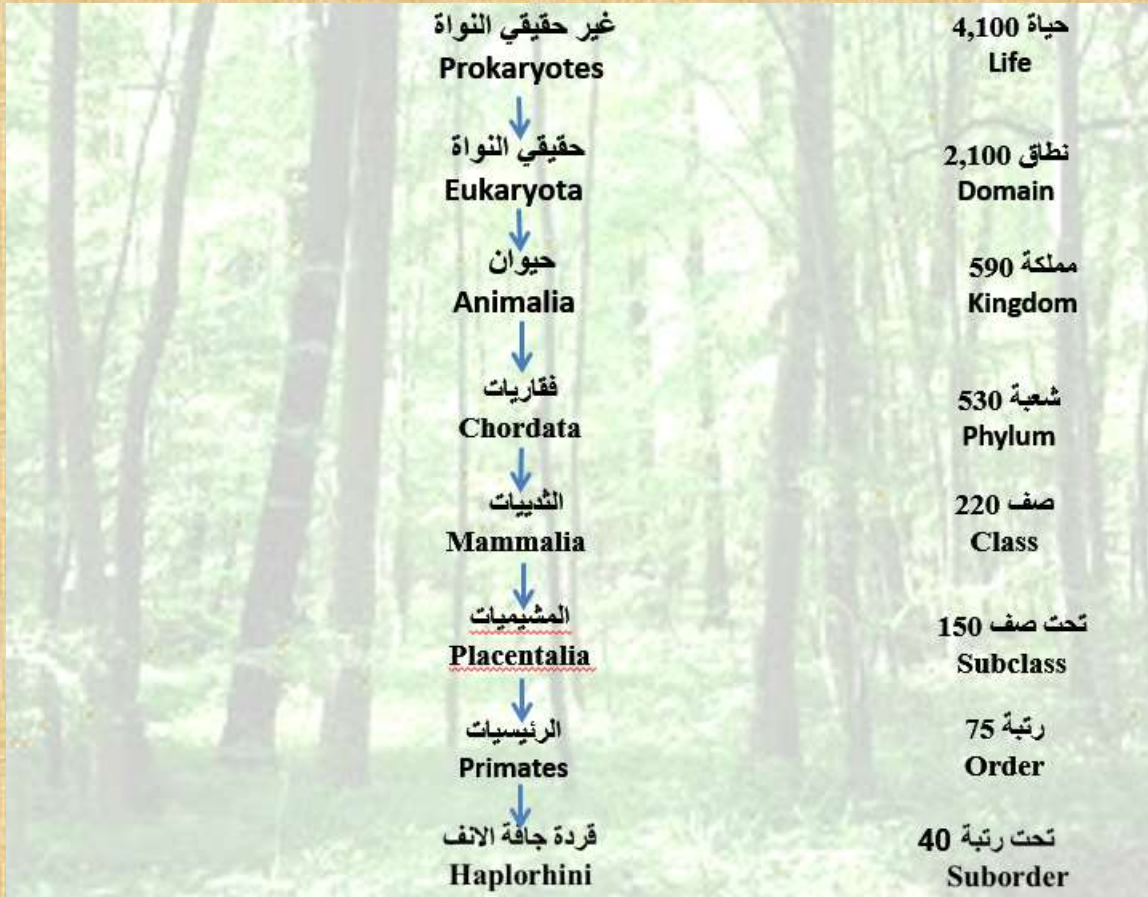 غير حقيقي النواة
حياة 4,100
Prokaryotes
Life
حقيقي النواة
نطاق 2,100
Eukaryota
Domain
حيوان
مملكة 590
Animalia
Kingdom
فقاريات
شعبة 530
Chordata
Phylum
الثدييات
صف 220
Mammalia
Class
المشيميات
تحت صف 150
Placentalia
Subclass
الرئيسيات
رتبة 75
Primates
Order
قردة جافة الانف
تحت رتبة 40
Haplorhini
Suborder